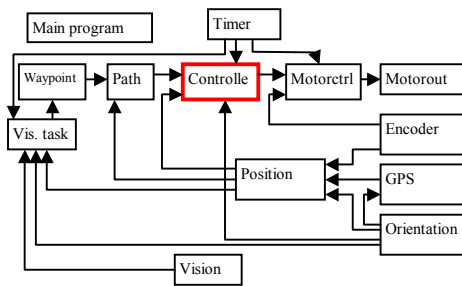 Main program
Timer
Waypoint
Path
Controlle
Motorctrl
Motorout
Vis. task
Encoder
Position
GPS
Orientation
Vision